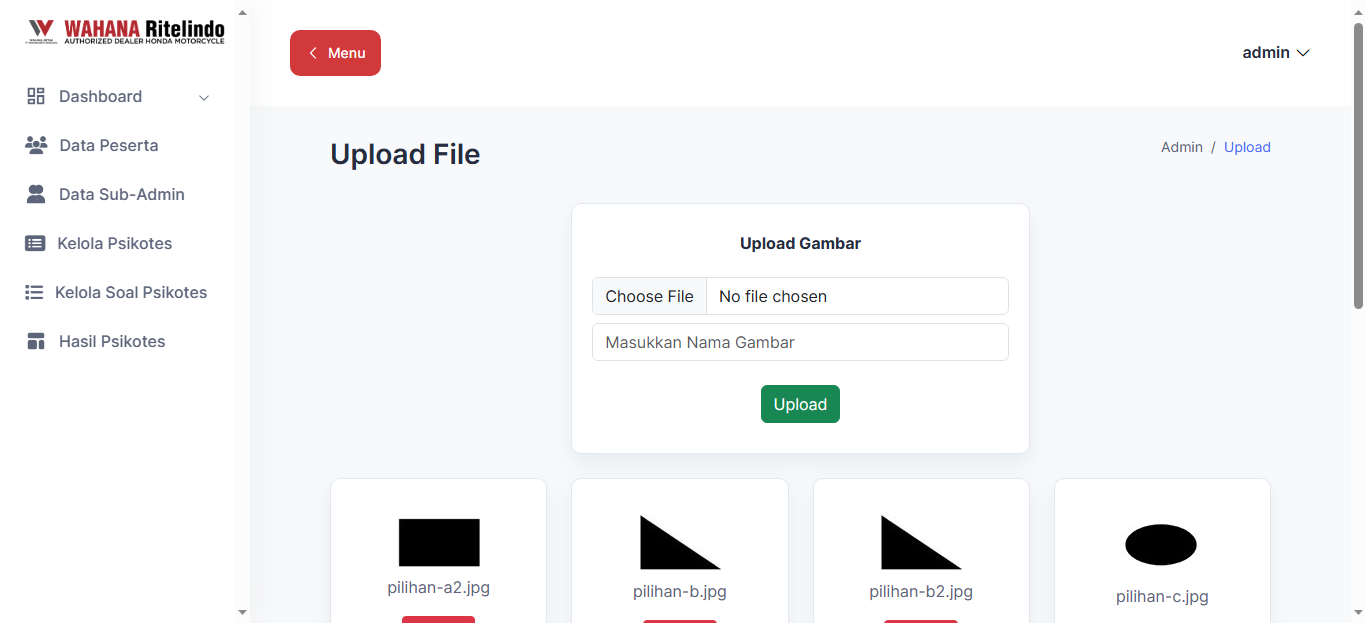 WAHANA Ritelindo
AUTHORIZED DEALER HONDA MOTORCYCLE
Menu
admin
Dashboard
Data Peserta
Data Sub-Admin
Kelola Psikotes
Kelola Soal Psikotes
Hasil Psikotes
Upload File
Admin / Upload
Upload Gambar
Choose File No file chosen
Masukkan Nama Gambar
Upload
pilihan-a2.jpg
pilihan-b.jpg
pilihan-b2.jpg
pilihan-c.jpg